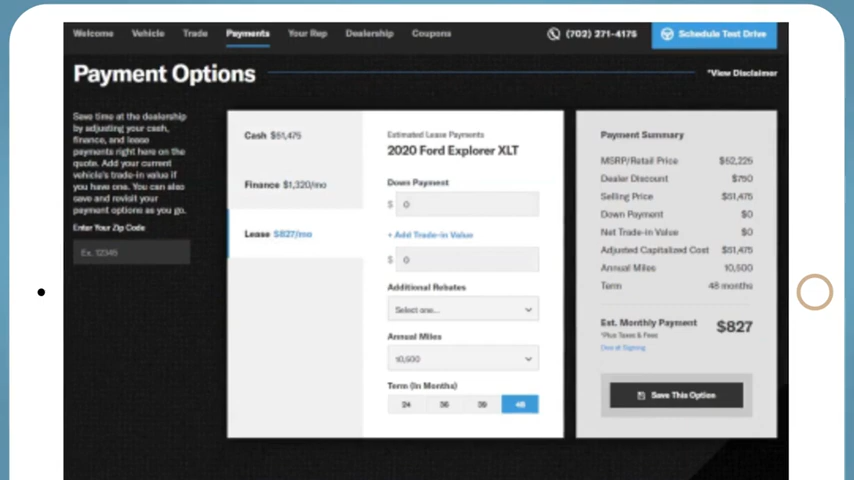 Welcome Vehicle Trade Payments Your Rep Dealership Coupons (702) 271-4175 Schedule Test Drive
Payment Options
*View Disclaimer
Save time at the dealership
by adjusting your cash,
finance, and lease
payments right here on the
quote. Add your current
vehicle's trade-in value if
you have one. You can also
save and revisit your
payment options as you go.
Enter Your Zip Code
Ex. 12345
Cash $51,475
Finance $1,320/mo
Lease $827/mo
Estimated Lease Payments
2020 Ford Explorer XLT
Down Payment
$ 0
+ Add Trade-in Value
$ 0
Additional Rebates
Select one...
Annual Miles
10,500
Term (In Months)
24 36 39 48
Payment Summary
MSRP/Retail Price $52,225
Dealer Discount $750
Selling Price $51,475
Down Payment $0
Net Trade-in Value $0
Adjusted Capitalized Cost $51,475
Annual Miles 10,500
Term 48 months
Est. Monthly Payment $827
*Plus Taxes & Fees
Due at Signing
Save This Option